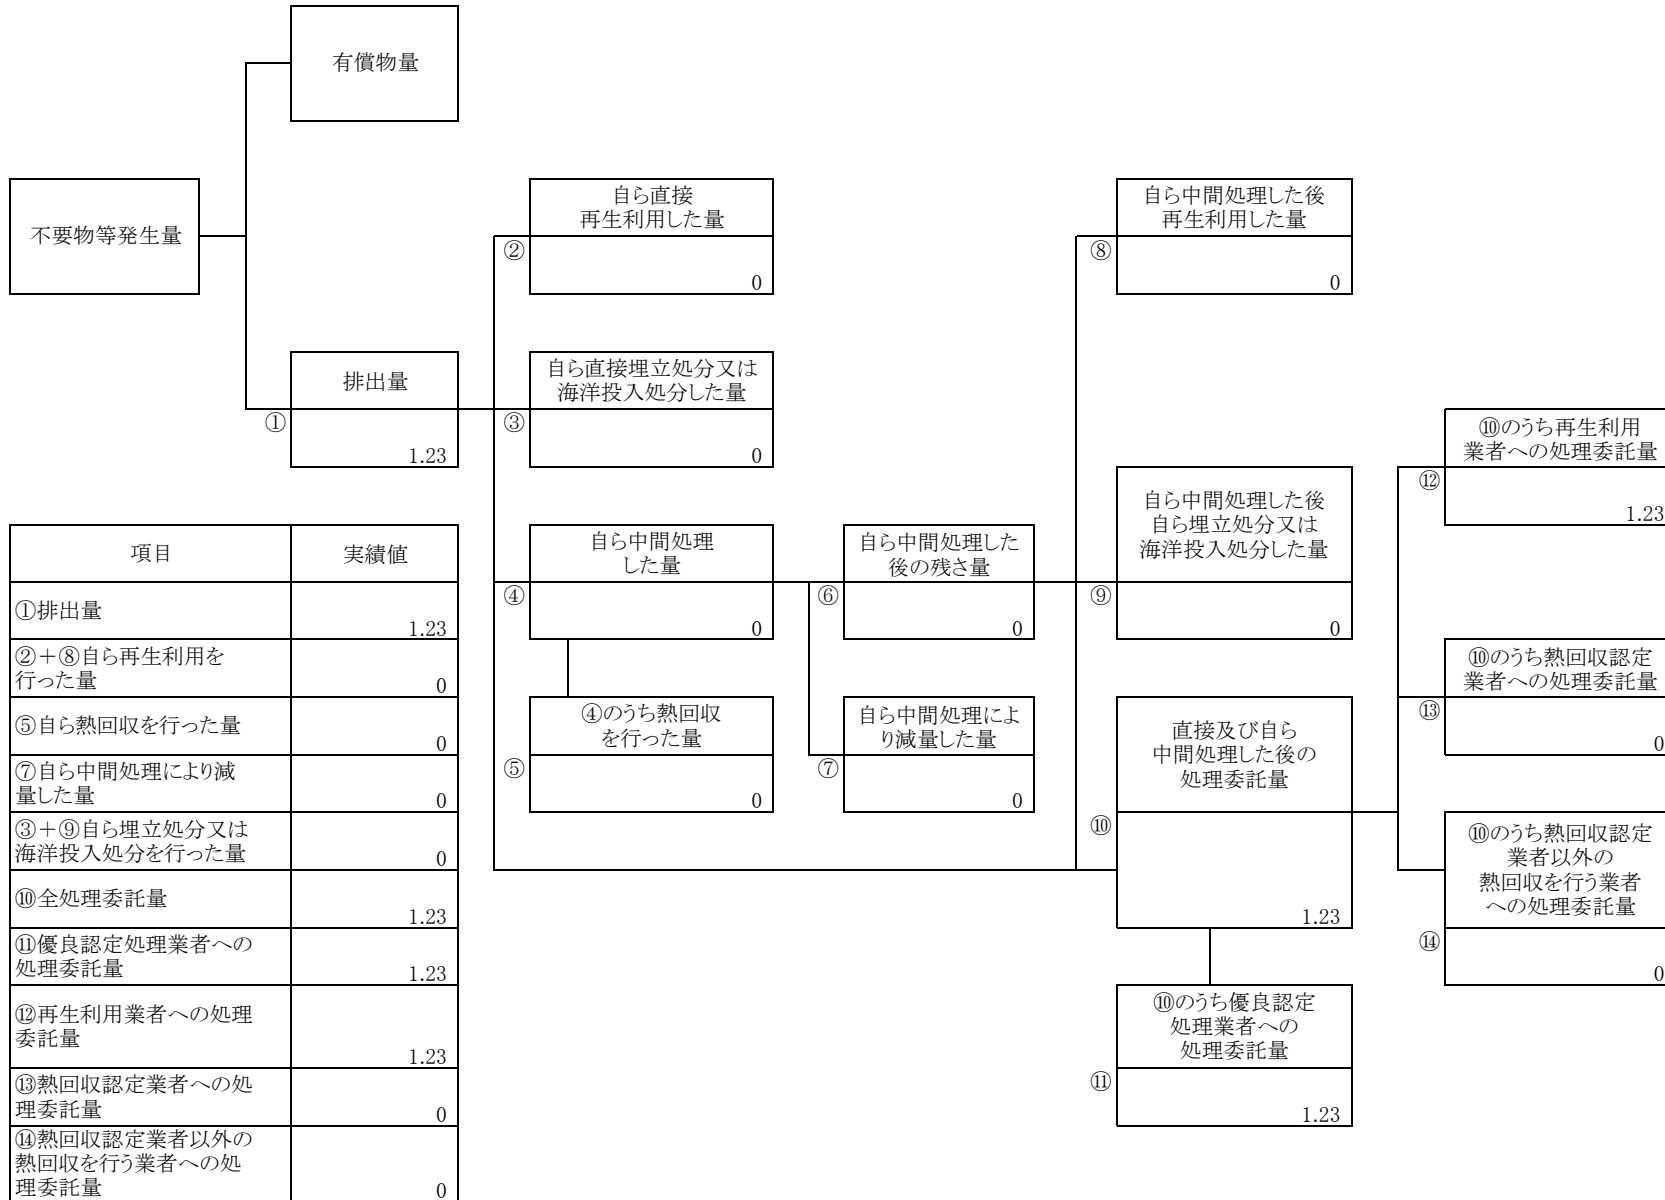 有償物量
不要物等発生量
自ら直接
再生利用した量
②
0
自ら中間処理した後
再生利用した量
⑧
0
排出量
①
1.23
自ら直接埋立処分又は
海洋投入処分した量
③
0
⑩のうち再生利用
業者への処理委託量
⑫
1.23
自ら中間処理した後
自ら埋立処分又は
海洋投入処分した量
⑨
0
自ら中間処理
した量
④
0
自ら中間処理した
後の残さ量
⑥
0
④のうち熱回収
を行った量
⑤
0
自ら中間処理によ
り減量した量
⑦
0
直接及び自ら
中間処理した後の
処理委託量
⑩
1.23
⑩のうち熱回収認定
業者への処理委託量
⑬
0
⑩のうち熱回収認定
業者以外の
熱回収を行う業者
への処理委託量
⑭
0
⑩のうち優良認定
処理業者への
処理委託量
⑪
1.23
項目 実績値
①排出量
1.23
②+⑧自ら再生利用を
行った量
0
⑤自ら熱回収を行った量
0
⑦自ら中間処理により減
量した量
0
③+⑨自ら埋立処分又は
海洋投入処分を行った量
0
⑩全処理委託量
1.23
⑪優良認定処理業者への
処理委託量
1.23
⑫再生利用業者への処理
委託量
1.23
⑬熱回収認定業者への処
理委託量
0
⑭熱回収認定業者以外の
熱回収を行う業者への処
理委託量
0